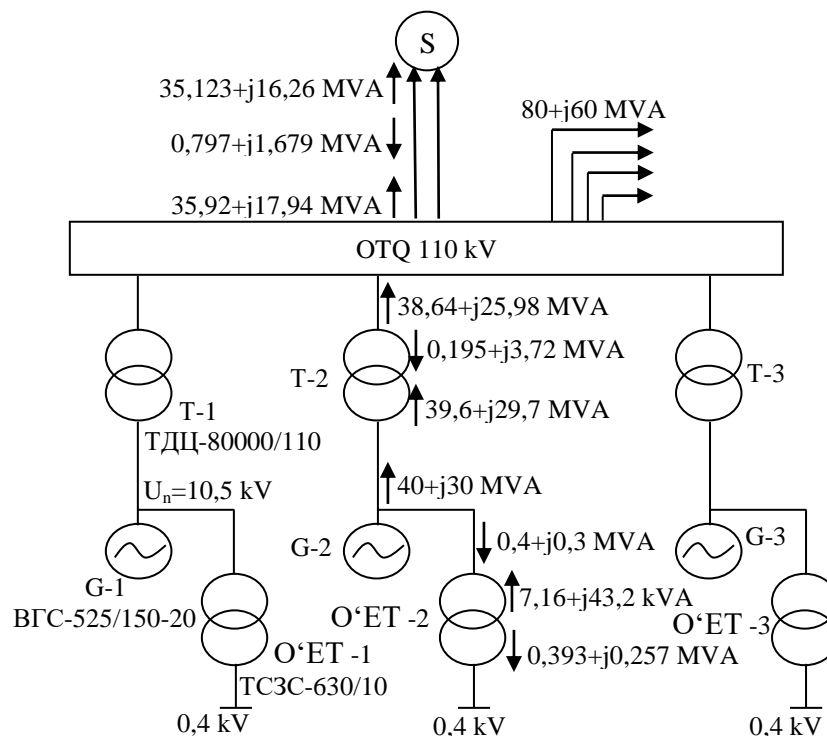 S
35,123+j16,26 MVA
80+j60 MVA
0,797+j1,679 MVA
35,92+j17,94 MVA
OTQ 110 kV
38,64+j25,98 MVA
0,195+j3,72 MVA
T-2
T-3
39,6+j29,7 MVA
T-1
ТДЦ-80000/110
Uₙ=10,5 kV
40+j30 MVA
G-2
G-3
0,4+j0,3 MVA
G-1
7,16+j43,2 kVA
ВГС-525/150-20
O‘ET -2
O‘ET -3
O‘ET -1
0,393+j0,257 MVA
ТСЗС-630/10
0,4 kV
0,4 kV
0,4 kV